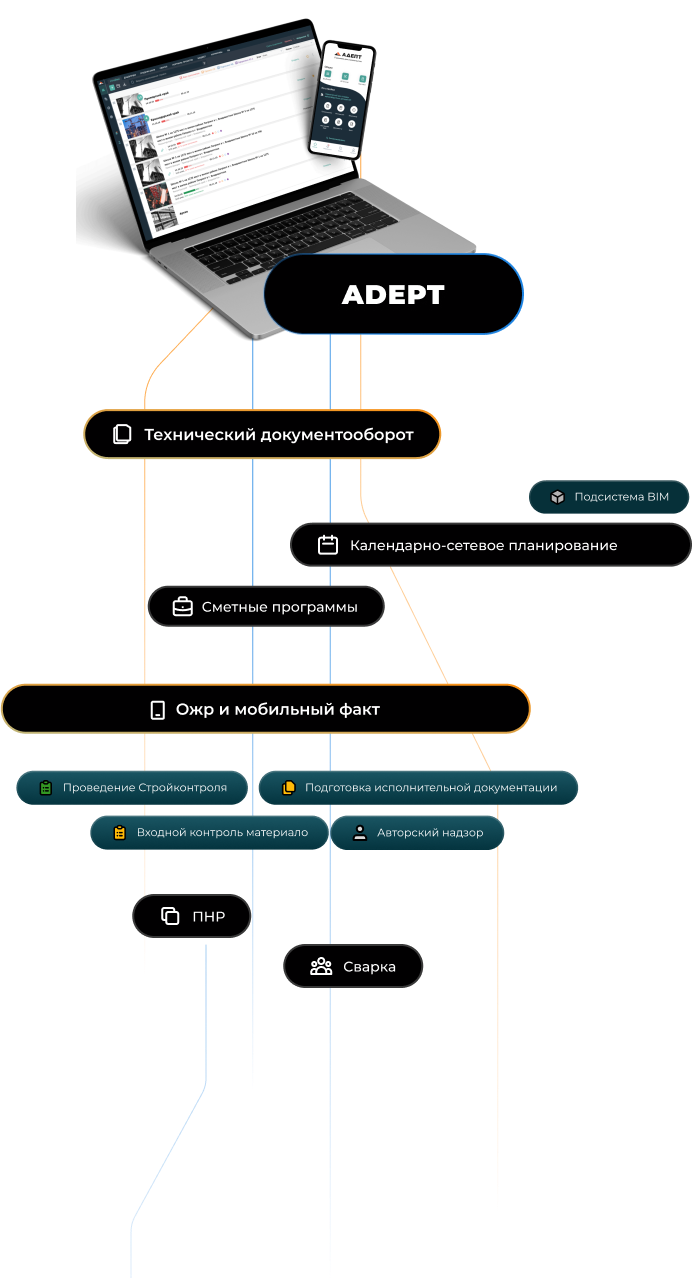 АДЕПТ
ADEPT
Технический документооборот
Подсистема BIM
Календарно-сетевое планирование
Сметные программы
Ожр и мобильный факт
Проведение Стройконтроля
Подготовка исполнительной документации
Входной контроль материало
Авторский надзор
ПНР
Сварка